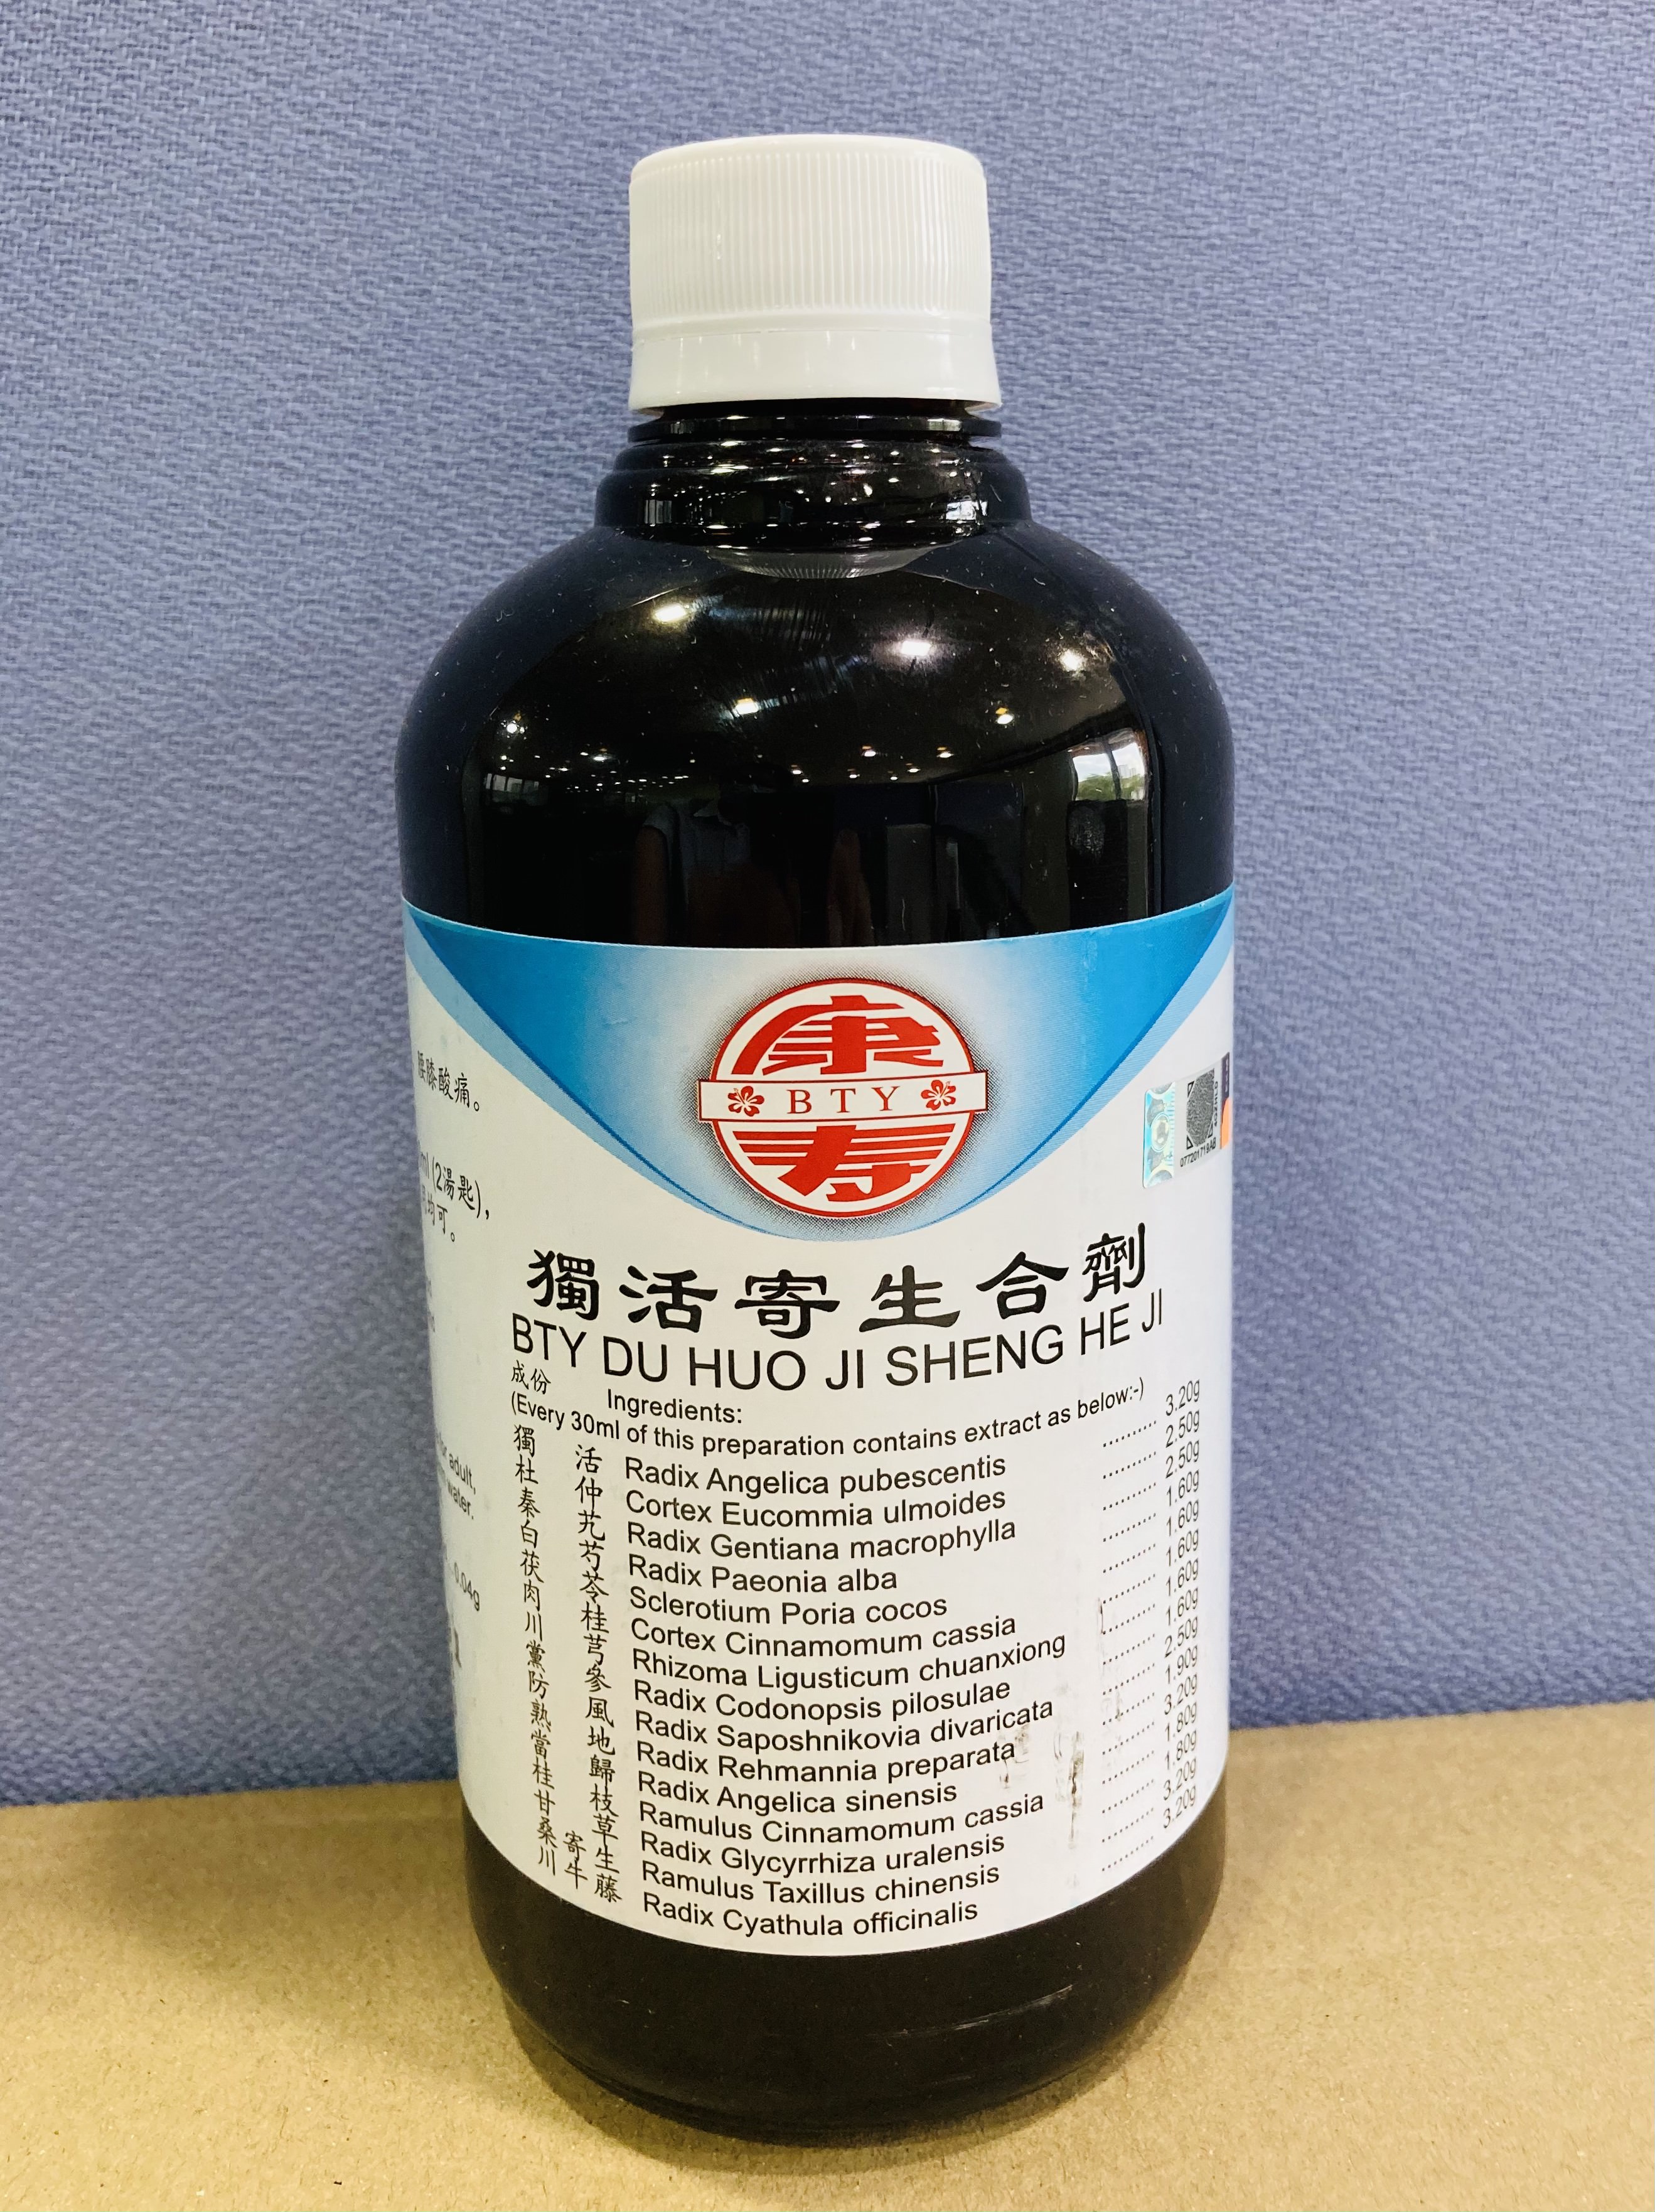 康
BTY
寿
腰膝酸痛。
ml (2湯匙),
均可。
獨活寄生合劑
BTY DU HUO JI SHENG HE JI
成份 Ingredients:
(Every 30ml of this preparation contains extract as below:-)
獨活 Radix Angelica pubescentis ......... 3.20g
杜仲 Cortex Eucommia ulmoides ......... 2.50g
秦艽 Radix Gentiana macrophylla ......... 2.50g
白芍 Radix Paeonia alba ......... 1.60g
茯苓 Sclerotium Poria cocos ......... 1.60g
肉桂 Cortex Cinnamomum cassia ......... 1.60g
川芎 Rhizoma Ligusticum chuanxiong ......... 1.60g
黨參 Radix Codonopsis pilosulae ......... 1.60g
防風 Radix Saposhnikovia divaricata ......... 2.50g
熟地 Radix Rehmannia preparata ......... 1.90g
當歸 Radix Angelica sinensis ......... 3.20g
桂枝 Ramulus Cinnamomum cassia ......... 1.80g
甘草 Radix Glycyrrhiza uralensis ......... 1.80g
桑寄生 Ramulus Taxillus chinensis ......... 3.20g
川牛藤 Radix Cyathula officinalis ......... 3.20g
adult,
water.
0.04g